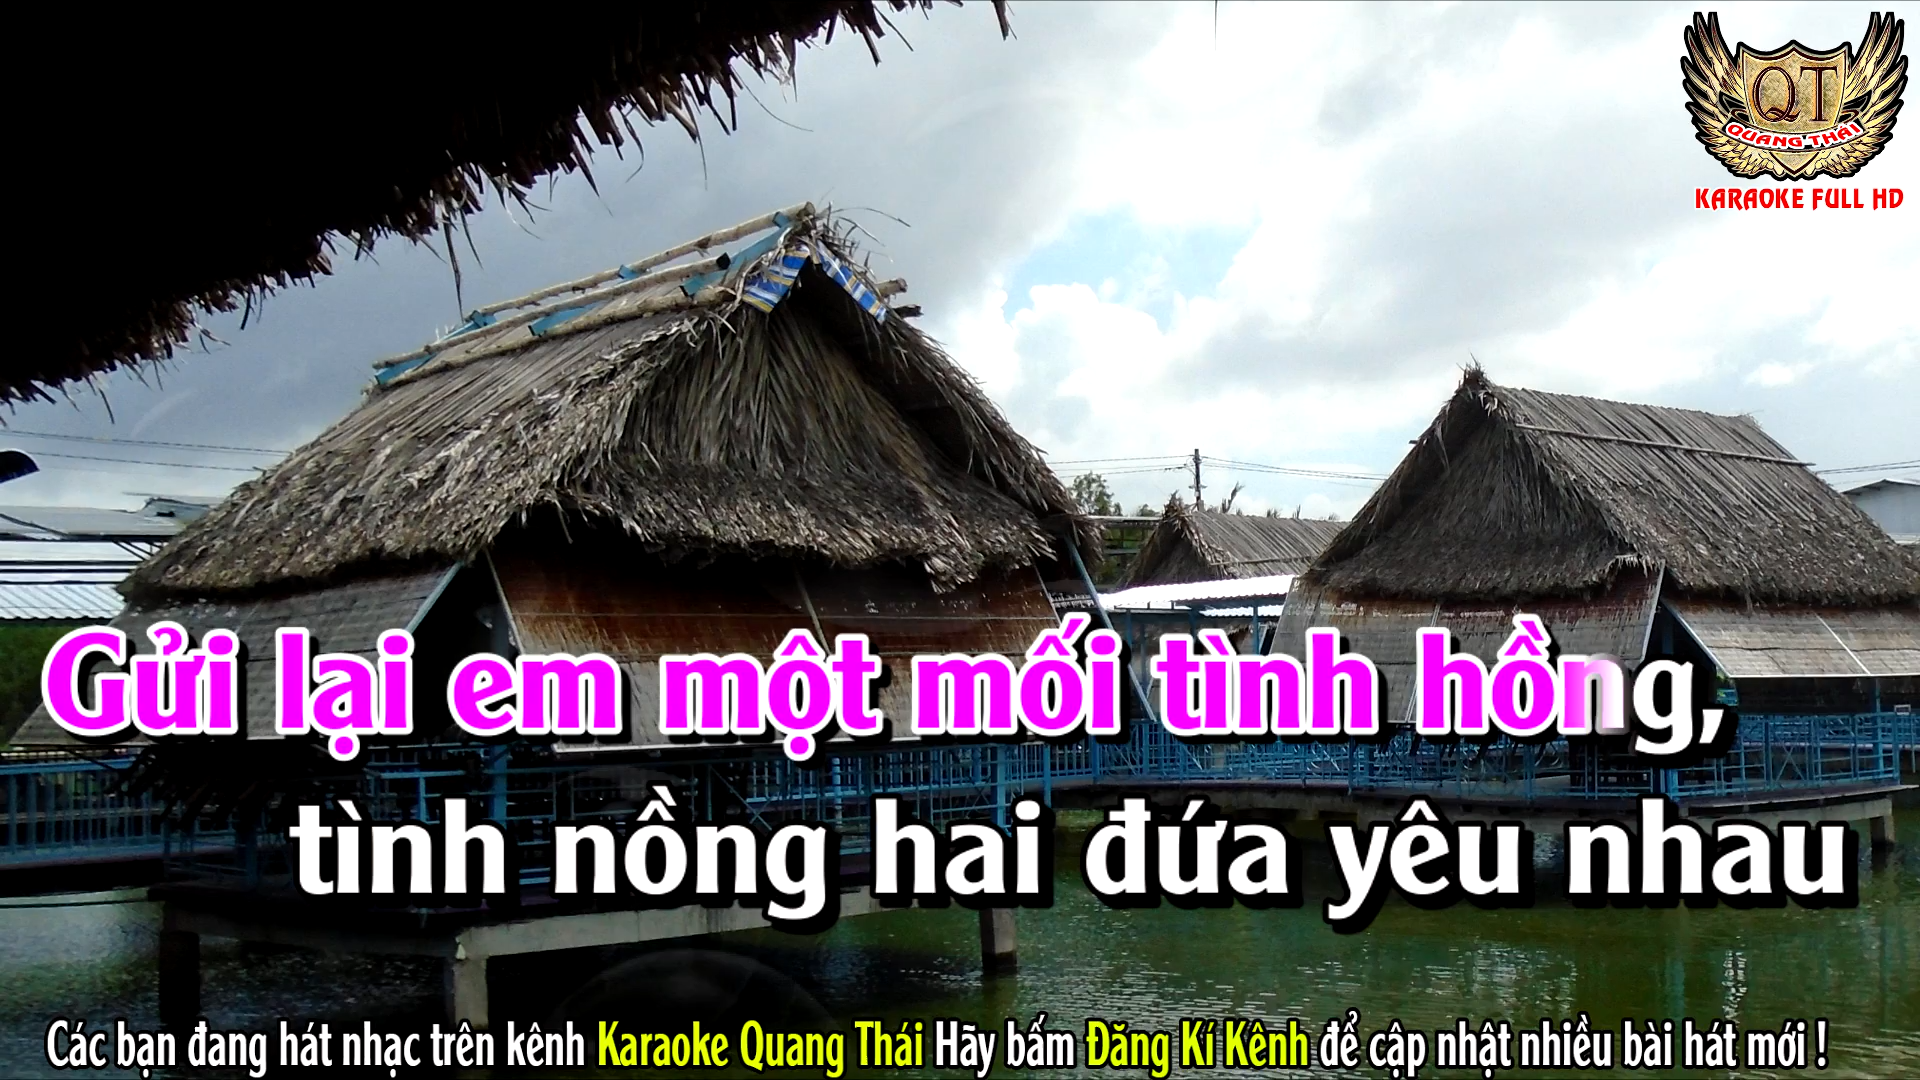 QT
QUANG THÁI
KARAOKE FULL HD
Gửi lại em một mối tình hồng,
tình nồng hai đứa yêu nhau
Các bạn đang hát nhạc trên kênh Karaoke Quang Thái Hãy bấm Đăng Kí Kênh để cập nhật nhiều bài hát mới !